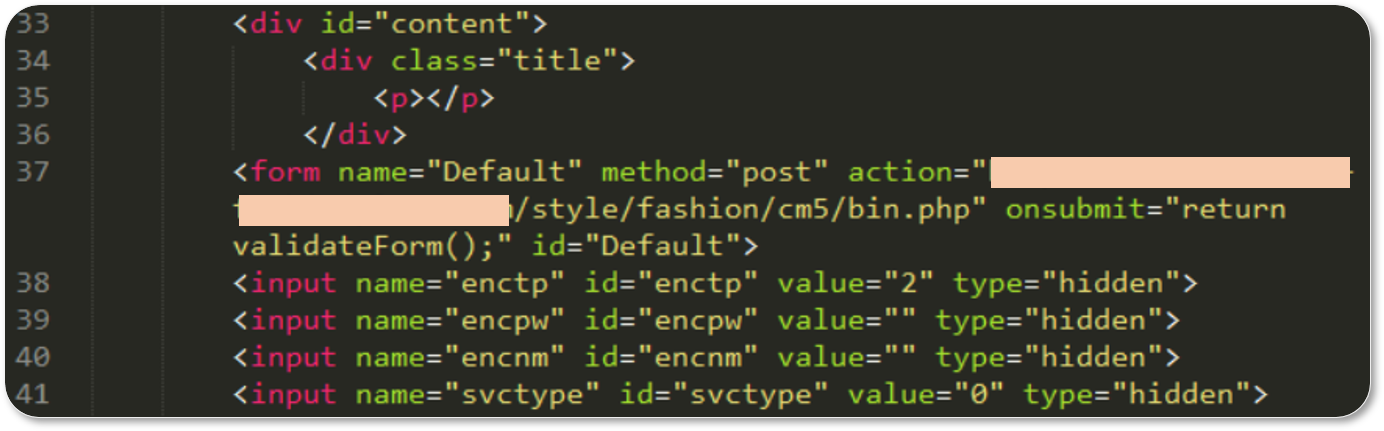 33 <div id="content">
34 <div class="title">
35 <p></p>
36 </div>
37 <form name="Default" method="post" action="
/style/fashion/cm5/bin.php" onsubmit="return
validateForm();" id="Default">
38 <input name="enctp" id="enctp" value="2" type="hidden">
39 <input name="encpw" id="encpw" value="" type="hidden">
40 <input name="encnm" id="encnm" value="" type="hidden">
41 <input name="svctype" id="svctype" value="0" type="hidden">